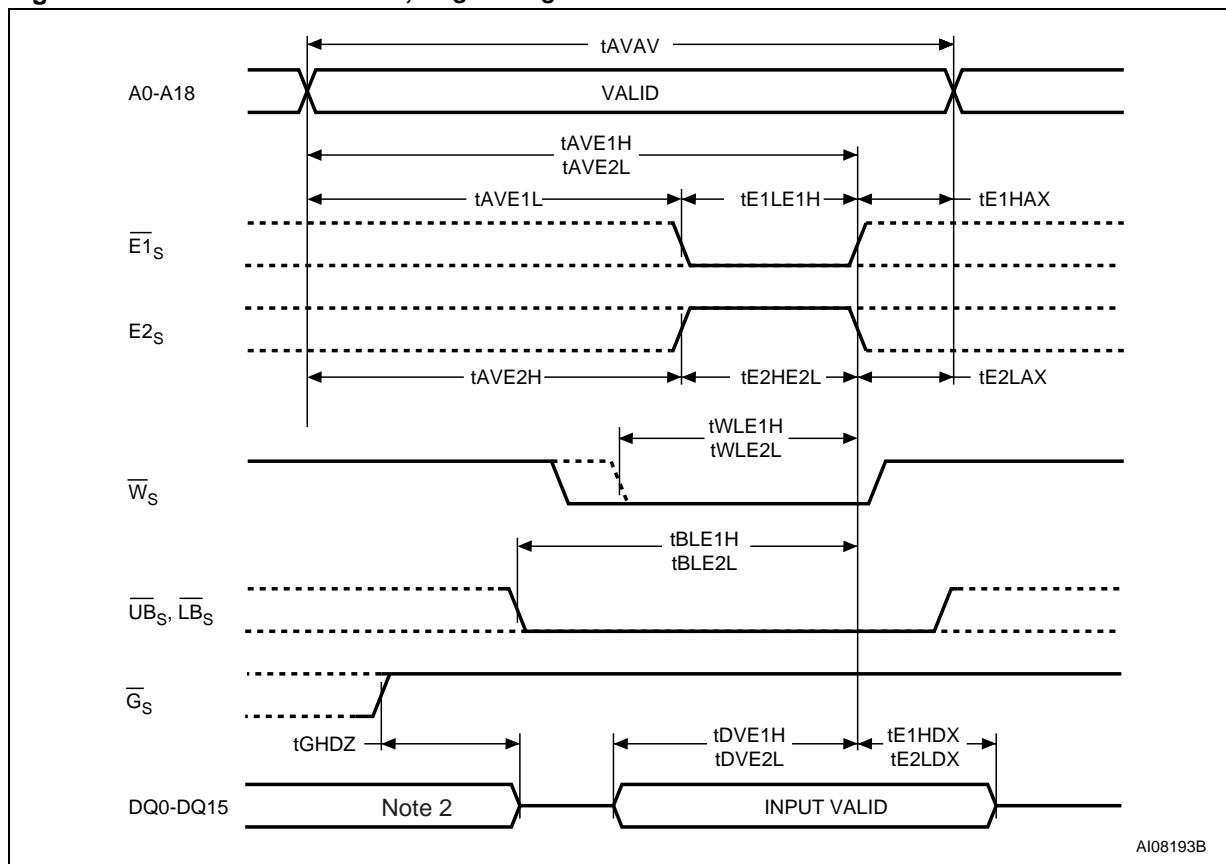 tAVAV
A0-A18 VALID
tAVE1H
tAVE2L
tAVE1L tE1LE1H tE1HAX
E1S
E2S
tAVE2H tE2HE2L tE2LAX
tWLE1H
tWLE2L
WS
tBLE1H
tBLE2L
UBS, LBS
GS
tGHDZ tDVE1H tE1HDX
tDVE2L tE2LDX
DQ0-DQ15 Note 2 INPUT VALID
AI08193B